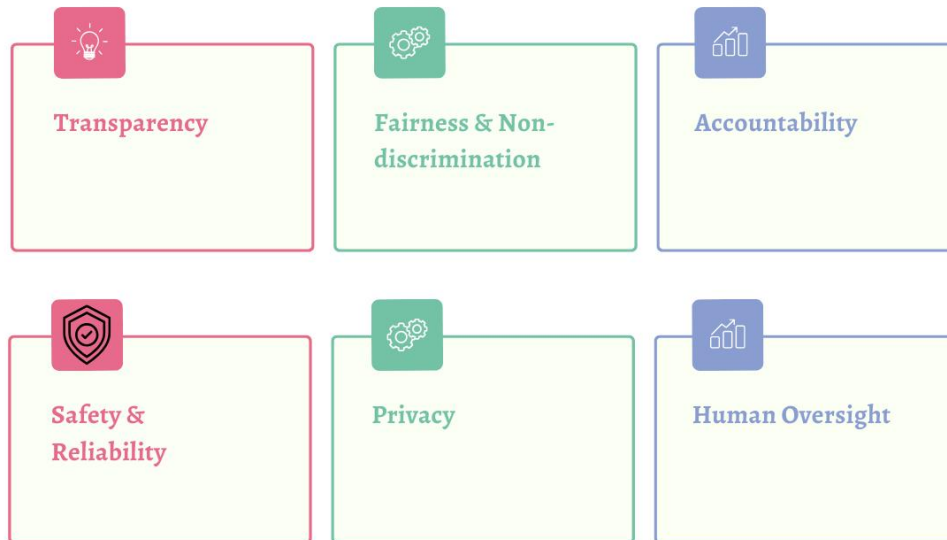 Transparency
Fairness & Non-
discrimination
Accountability
Safety &
Reliability
Privacy
Human Oversight